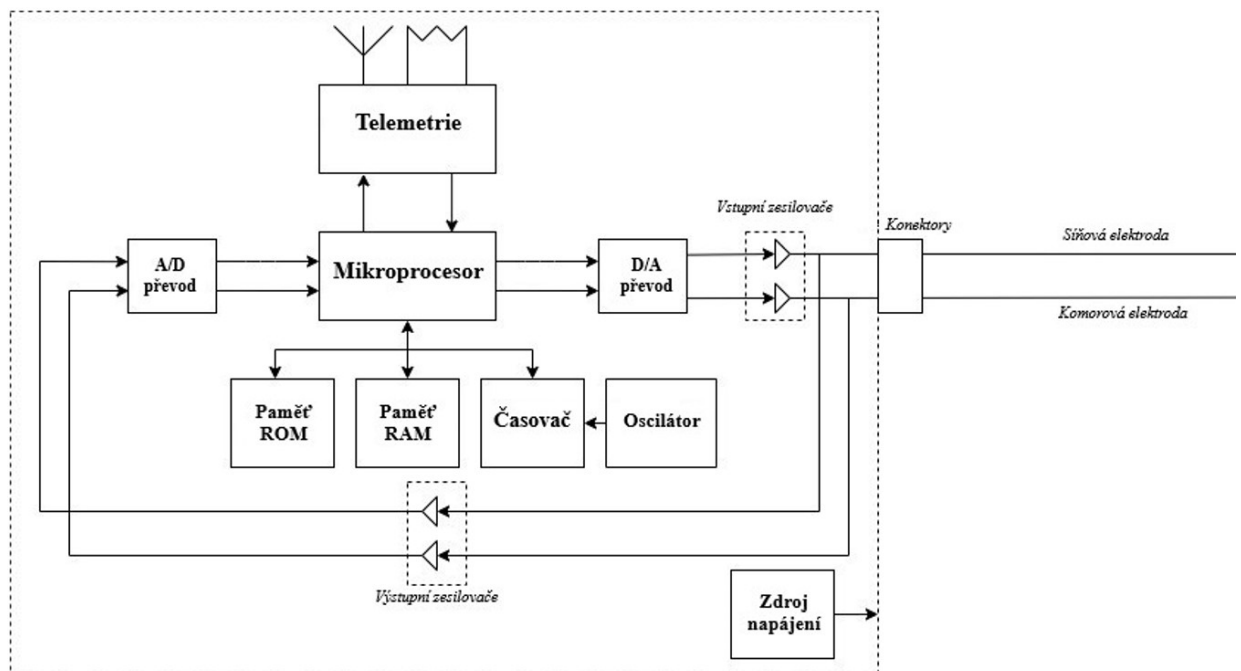 Telemetrie
Vstupní zesilovače
Konektory
Síňová elektroda
A/D
převod
Mikroprocesor
D/A
převod
Komorová elektroda
Paměť
ROM
Paměť
RAM
Časovač
Oscilátor
Výstupní zesilovače
Zdroj
napájení